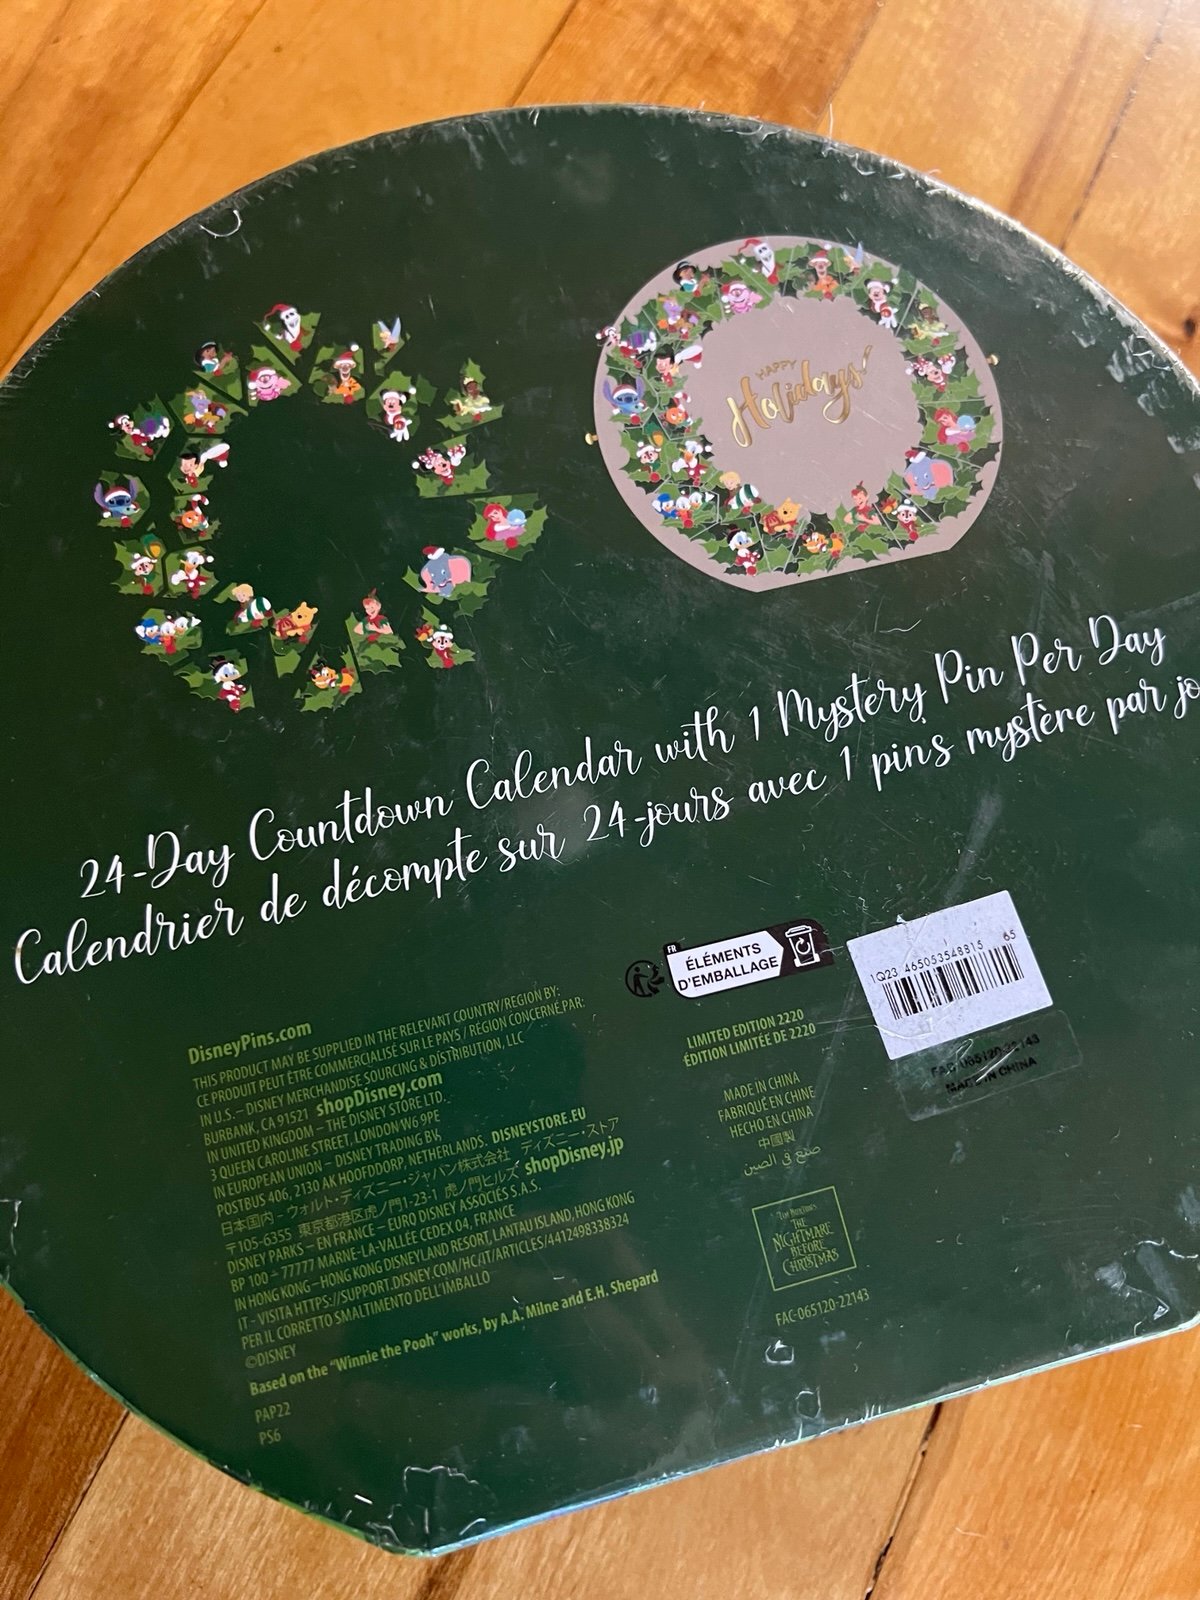 HAPPY
Holidays!
24-Day Countdown Calendar with 1 Mystery Pin Per Day
Calendrier de décompte sur 24-jours avec 1 pin's mystère par jo
FR
ÉLÉMENTS
D'EMBALLAGE
1Q23 465053548815 65
FAC-065120-22143
MADE IN CHINA
DisneyPins.com
THIS PRODUCT MAY BE SUPPLIED IN THE RELEVANT COUNTRY/REGION BY:
CE PRODUIT PEUT ÊTRE COMMERCIALISÉ SUR LE PAYS / RÉGION CONCERNÉ PAR:
IN U.S. – DISNEY MERCHANDISE SOURCING & DISTRIBUTION, LLC
BURBANK, CA 91521 shopDisney.com
IN UNITED KINGDOM – THE DISNEY STORE LTD.
3 QUEEN CAROLINE STREET, LONDON W6 9PE
IN EUROPEAN UNION – DISNEY TRADING BV,
POSTBUS 406, 2130 AK HOOFDDORP, NETHERLANDS. DISNEYSTORE.EU
日本国内 – ウォルト・ディズニー・ジャパン株式会社 ディズニー・ストア
〒105-6355 東京都港区虎ノ門1-23-1 虎ノ門ヒルズ shopDisney.jp
DISNEY PARKS – EN FRANCE – EURO DISNEY ASSOCIÉS S.A.S.
BP 100 – 77777 MARNE-LA-VALLÉE CEDEX 04, FRANCE
IN HONG KONG – HONG KONG DISNEYLAND RESORT, LANTAU ISLAND, HONG KONG
IT - VISITA HTTPS://SUPPORT.DISNEY.COM/HC/IT/ARTICLES/4412498338324
PER IL CORRETTO SMALTIMENTO DELL'IMBALLO
©DISNEY
Based on the "Winnie the Pooh" works, by A.A. Milne and E.H. Shepard
PAP22
PS6
LIMITED EDITION 2220
ÉDITION LIMITÉE DE 2220
MADE IN CHINA
FABRIQUÉ EN CHINE
HECHO EN CHINA
中國製
صنع في الصين
TIM BURTON'S
THE
NIGHTMARE
BEFORE
CHRISTMAS
FAC-065120-22143